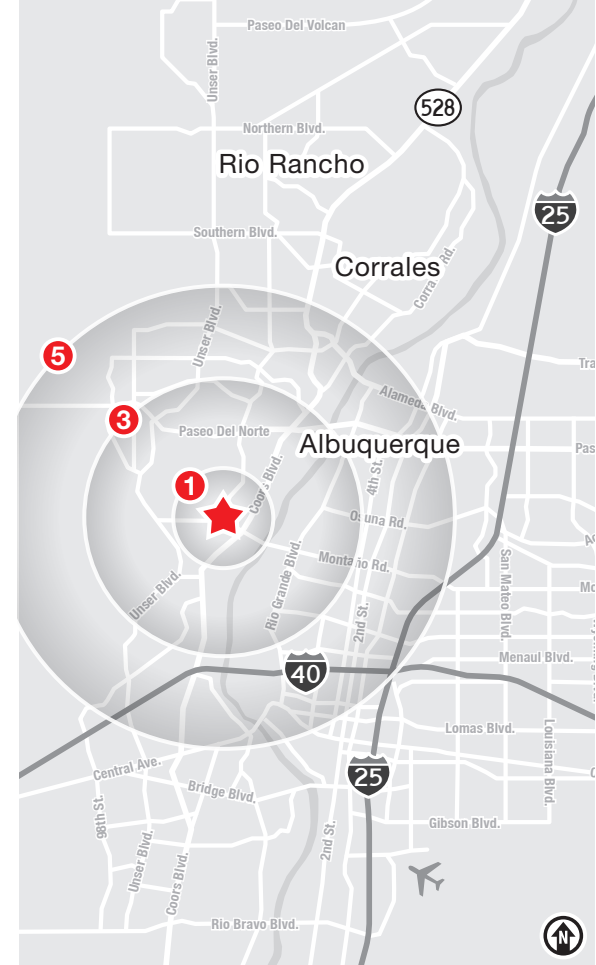 Paseo Del Volcan
Unser Blvd.
528
Northern Blvd.
Rio Rancho
25
Southern Blvd.
Corrales
Unser Blvd.
5
Tra
Alameda Blvd.
3
Paseo Del Norte
Albuquerque
Pas
Coors Blvd.
4th St.
1
Osuna Rd.
Montaño Rd.
San Mateo Blvd.
Unser Blvd.
Rio Grande Blvd.
Mo
2nd St.
Menaul Blvd.
40
Lomas Blvd.
Louisiana Blvd.
Central Ave.
25
Bridge Blvd.
98th St.
Gibson Blvd.
2nd St.
Unser Blvd.
Coors Blvd.
Rio Bravo Blvd.
N